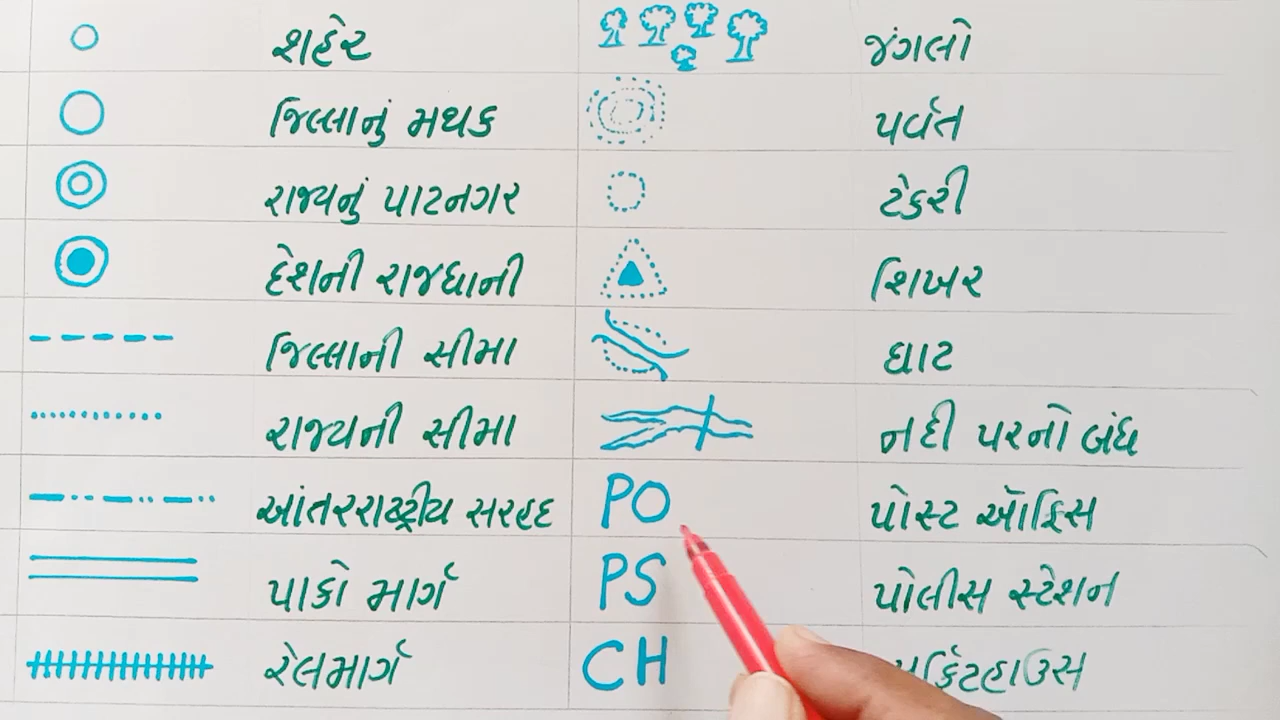 શહેર
જિલ્લાનું મથક
રાજ્યનું પાટનગર
દેશની રાજધાની
જિલ્લાની સીમા
રાજ્યની સીમા
આંતરરાષ્ટ્રીય સરહદ
પાકો માર્ગ
રેલમાર્ગ
જંગલો
પર્વત
ટેકરી
શિખર
ઘાટ
નદી પરનો બંધ
PO પોસ્ટ ઑફિસ
PS પોલીસ સ્ટેશન
CH